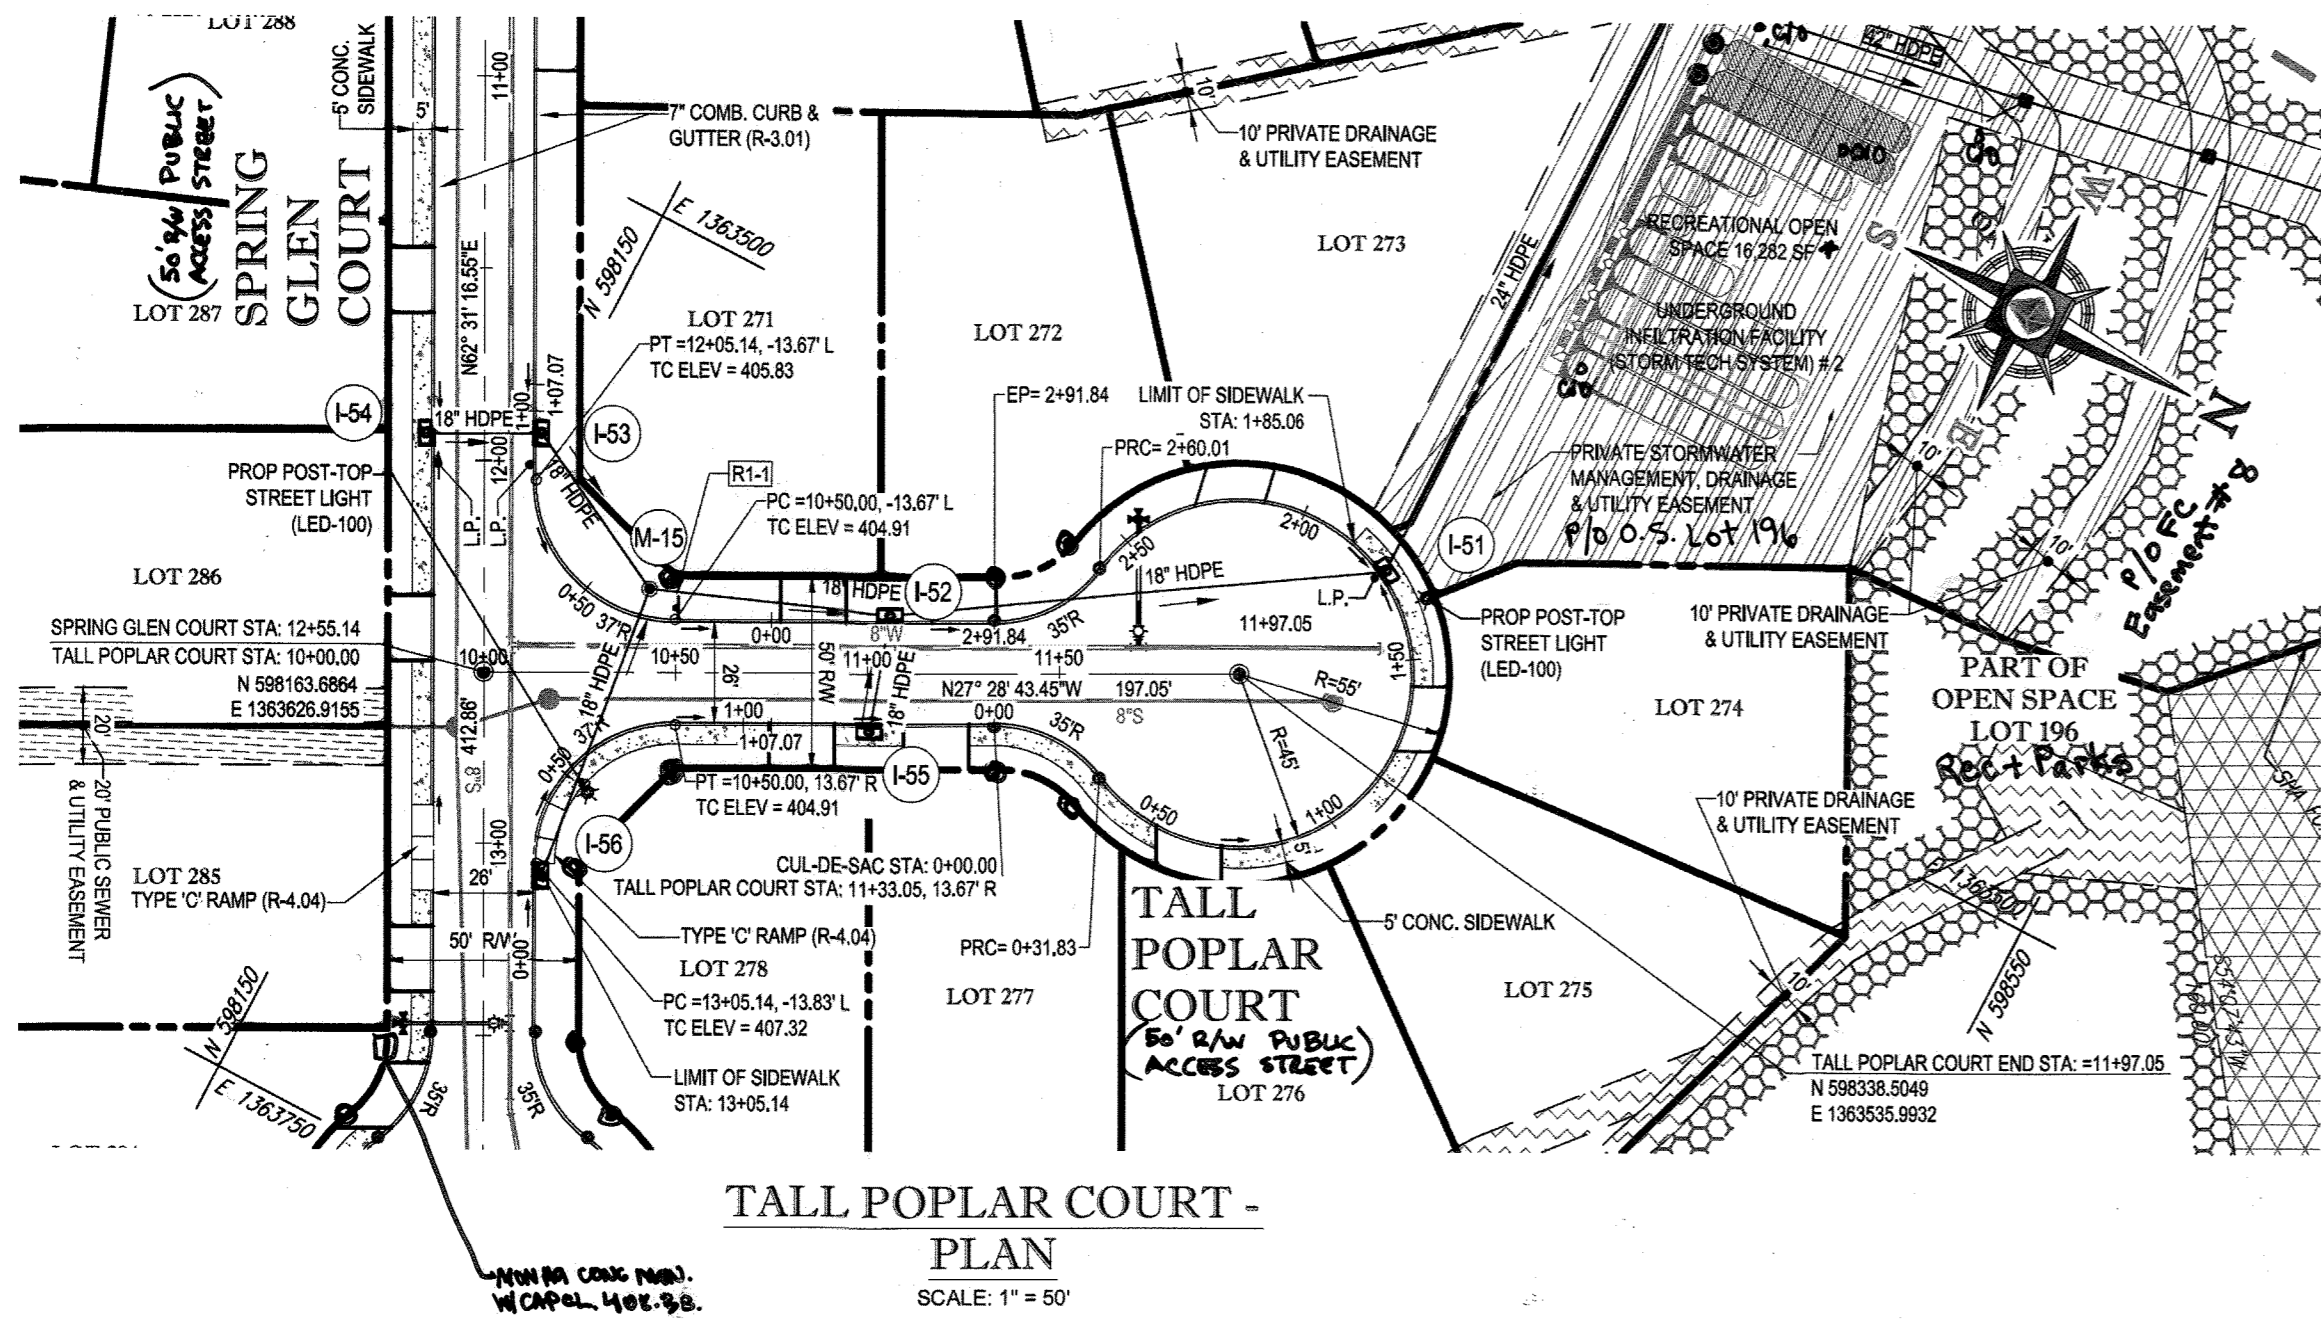 LOT 288
5' CONC.
SIDEWALK
5'
11+00
(50' R/W PUBLIC
ACCESS STREET)
SPRING
GLEN
COURT
LOT 287
N62° 31' 16.55"E
7" COMB. CURB &
GUTTER (R-3.01)
E 1363500
N 598150
LOT 271
PT =12+05.14, -13.67' L
TC ELEV = 405.83
LOT 272
LOT 273
10'
10' PRIVATE DRAINAGE
& UTILITY EASEMENT
24" HDPE
42" HDPE
RECREATIONAL OPEN
SPACE 16,282 SF
UNDERGROUND
INFILTRATION FACILITY
(STORM TECH SYSTEM) # 2
PRIVATE STORMWATER
MANAGEMENT, DRAINAGE
& UTILITY EASEMENT
P/O O.S. Lot 196
W
S
E
N
10'
10'
P/O FC
Easement # 8
I-54
18" HDPE
1+00
1+07.07
I-53
18" HDPE
12+00
L.P.
L.P.
PROP POST-TOP
STREET LIGHT
(LED-100)
R1-1
PC =10+50.00, -13.67' L
TC ELEV = 404.91
M-15
EP= 2+91.84
LIMIT OF SIDEWALK
STA: 1+85.06
PRC= 2+60.01
2+00
2+50
I-51
18" HDPE
L.P.
LOT 286
0+50
37'R
18" HDPE
I-52
0+00
8"W
2+91.84
35'R
11+97.05
PROP POST-TOP
STREET LIGHT
(LED-100)
10' PRIVATE DRAINAGE
& UTILITY EASEMENT
SPRING GLEN COURT STA: 12+55.14
TALL POPLAR COURT STA: 10+00.00
N 598163.6864
E 1363626.9155
10+00
10+50
26'
50' R/W
11+00
11+50
1+50
18" HDPE
18" HDPE
N27° 28' 43.45"W 197.05'
8"S
R=55'
R=45'
LOT 274
PART OF
OPEN SPACE
LOT 196
Rec + Parks
20'
412.86'
37'R
1+00
0+00
35'R
1+07.07
0+50
PT =10+50.00, 13.67' R
TC ELEV = 404.91
I-55
0+50
1+00
5'
10' PRIVATE DRAINAGE
& UTILITY EASEMENT
20' PUBLIC SEWER
& UTILITY EASEMENT
13+00
I-56
LOT 285
TYPE 'C' RAMP (R-4.04)
26'
CUL-DE-SAC STA: 0+00.00
TALL POPLAR COURT STA: 11+33.05, 13.67' R
TALL
POPLAR
COURT
(50' R/W PUBLIC
ACCESS STREET)
5' CONC. SIDEWALK
50' R/W
0+00
TYPE 'C' RAMP (R-4.04)
LOT 278
PRC= 0+31.83
PC =13+05.14, -13.83' L
TC ELEV = 407.32
LOT 277
LOT 275
10'
E 1363500
N 598550
S54°07'43"W
N 598150
E 1363750
35'R
35'R
LIMIT OF SIDEWALK
STA: 13+05.14
LOT 276
TALL POPLAR COURT END STA: =11+97.05
N 598338.5049
E 1363535.9932
TALL POPLAR COURT -
PLAN
SCALE: 1" = 50'